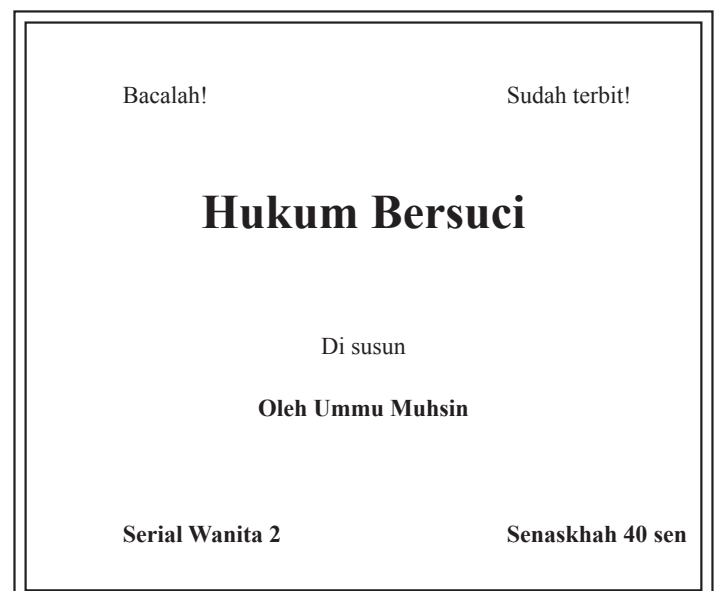 Bacalah! Sudah terbit!
Hukum Bersuci
Di susun
Oleh Ummu Muhsin
Serial Wanita 2 Senaskhah 40 sen